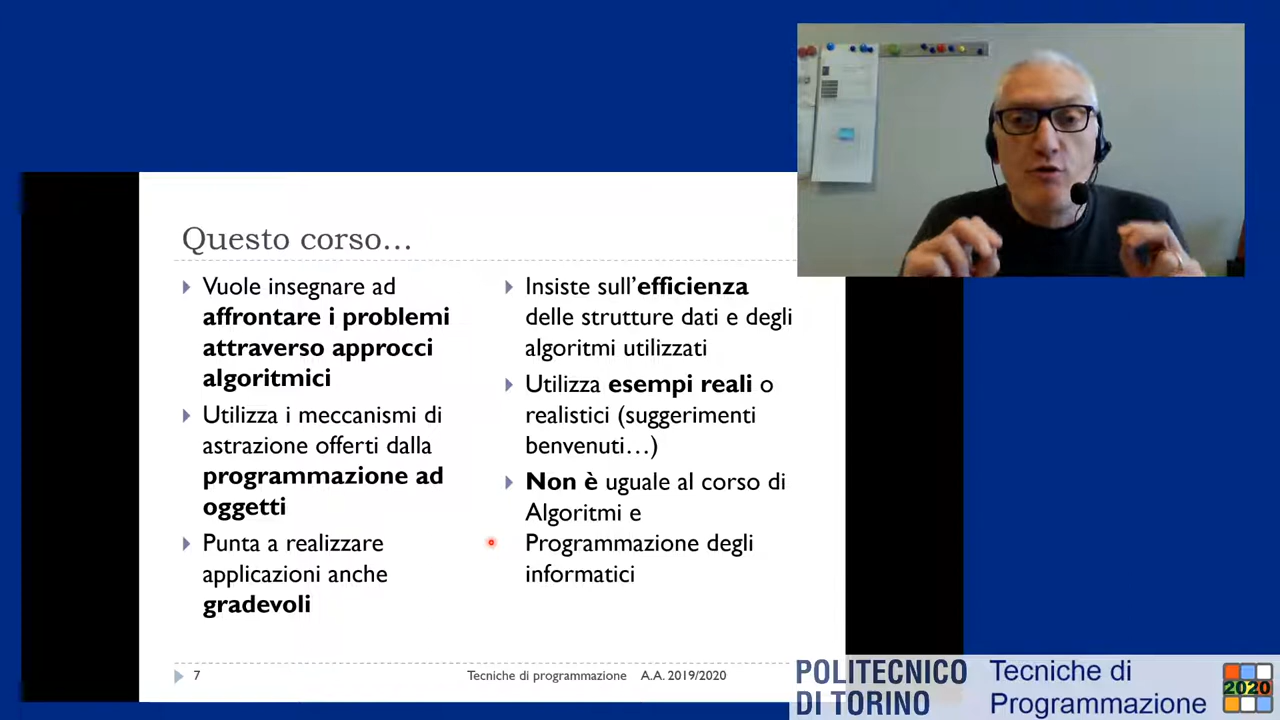 Questo corso…
Vuole insegnare ad
affrontare i problemi
attraverso approcci
algoritmici
Utilizza i meccanismi di
astrazione offerti dalla
programmazione ad
oggetti
Punta a realizzare
applicazioni anche
gradevoli
Insiste sull'efficienza
delle strutture dati e degli
algoritmi utilizzati
Utilizza esempi reali o
realistici (suggerimenti
benvenuti…)
Non è uguale al corso di
Algoritmi e
Programmazione degli
informatici
7
Tecniche di programmazione A.A. 2019/2020
POLITECNICO
DI TORINO
Tecniche di
Programmazione
2020